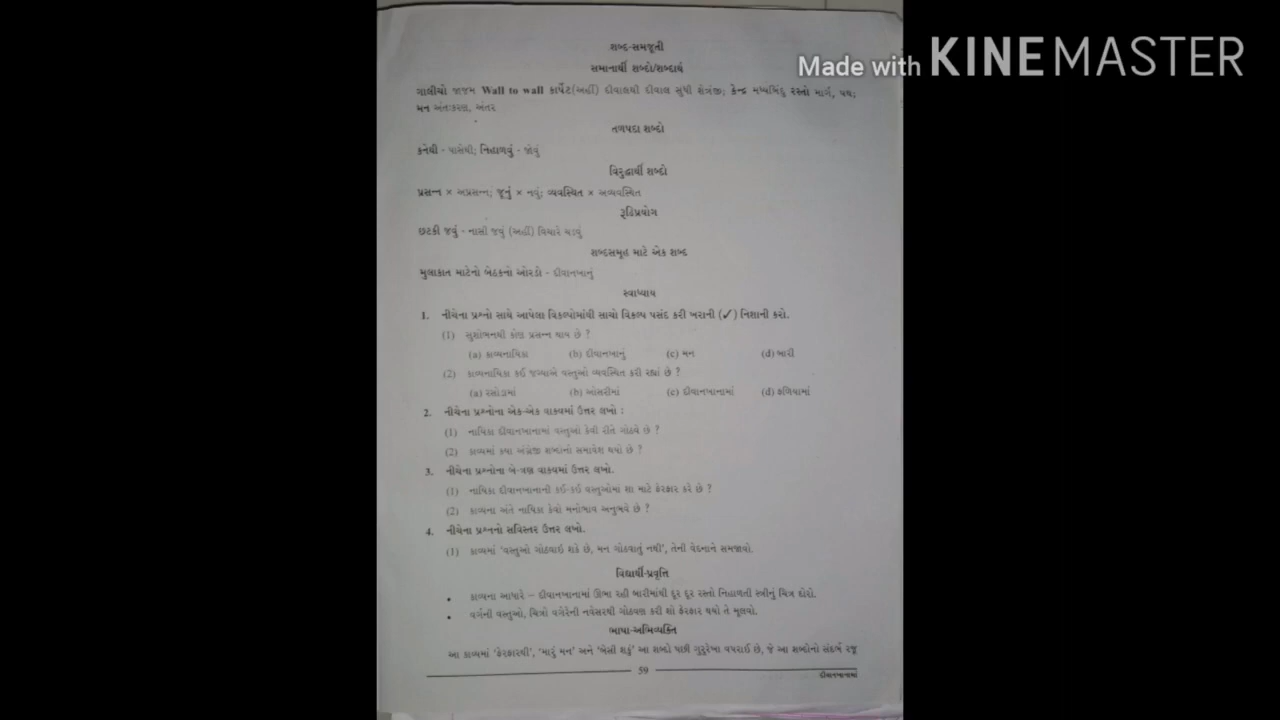 Made with KINEMASTER
શબ્દ-સમજૂતી
સમાનાર્થી શબ્દો/શબ્દાર્થ
ગાલીચો જાજમ Wall to wall કાર્પેટ(અહીં) દીવાલથી દીવાલ સુધી શેત્રંજી; કેન્દ્ર મધ્યબિંદુ રસ્તો માર્ગ, પથ;
મન અંતઃકરણ, અંતર
તળપદા શબ્દો
કનેથી - પાસેથી; નિહાળવું - જોવું
વિરુદ્ધાર્થી શબ્દો
પ્રસન્ન × અપ્રસન્ન; જૂનું × નવું; વ્યવસ્થિત × અવ્યવસ્થિત
રૂઢિપ્રયોગ
છટકી જવું - નાસી જવું (અહીં) વિચારે ચડવું
શબ્દસમૂહ માટે એક શબ્દ
મુલાકાત માટેનો બેઠકનો ઓરડો - દીવાનખાનું
સ્વાધ્યાય
1. નીચેના પ્રશ્નો સાથે આપેલા વિકલ્પોમાંથી સાચો વિકલ્પ પસંદ કરી ખરાની (✓) નિશાની કરો.
(1) સુશોભનથી કોણ પ્રસન્ન થાય છે ?
(a) કાવ્યનાયિકા (b) દીવાનખાનું (c) મન (d) બારી
(2) કાવ્યનાયિકા કઈ જગ્યાએ વસ્તુઓ વ્યવસ્થિત કરી રહ્યાં છે ?
(a) રસોડામાં (b) ઓસરીમાં (c) દીવાનખાનામાં (d) ફળિયામાં
2. નીચેના પ્રશ્નોના એક-એક વાક્યમાં ઉત્તર લખો :
(1) નાયિકા દીવાનખાનામાં વસ્તુઓ કેવી રીતે ગોઠવે છે ?
(2) કાવ્યમાં કયા અંગ્રેજી શબ્દોનો સમાવેશ થયો છે ?
3. નીચેના પ્રશ્નોના બે-ત્રણ વાક્યમાં ઉત્તર લખો.
(1) નાયિકા દીવાનખાનાની કઈ-કઈ વસ્તુઓમાં શા માટે ફેરફાર કરે છે ?
(2) કાવ્યના અંતે નાયિકા કેવો મનોભાવ અનુભવે છે ?
4. નીચેના પ્રશ્નનો સવિસ્તર ઉત્તર લખો.
(1) કાવ્યમાં 'વસ્તુઓ ગોઠવાઇ શકે છે, મન ગોઠવાતું નથી', તેની વેદનાને સમજાવો.
વિદ્યાર્થી-પ્રવૃત્તિ
• કાવ્યના આધારે – દીવાનખાનામાં ઊભા રહી બારીમાંથી દૂર દૂર રસ્તો નિહાળતી સ્ત્રીનું ચિત્ર દોરો.
• વર્ગની વસ્તુઓ, ચિત્રો વગેરેની નવેસરથી ગોઠવણ કરી શો ફેરફાર થયો તે મૂલવો.
ભાષા-અભિવ્યક્તિ
આ કાવ્યમાં 'ફેરફારથી', 'મારું મન' અને 'બેસી શકું' આ શબ્દો પાછી ગુરુરેખા વપરાઈ છે, જે આ શબ્દોનો સંદર્ભ રજૂ
59
દીવાનખાનામાં